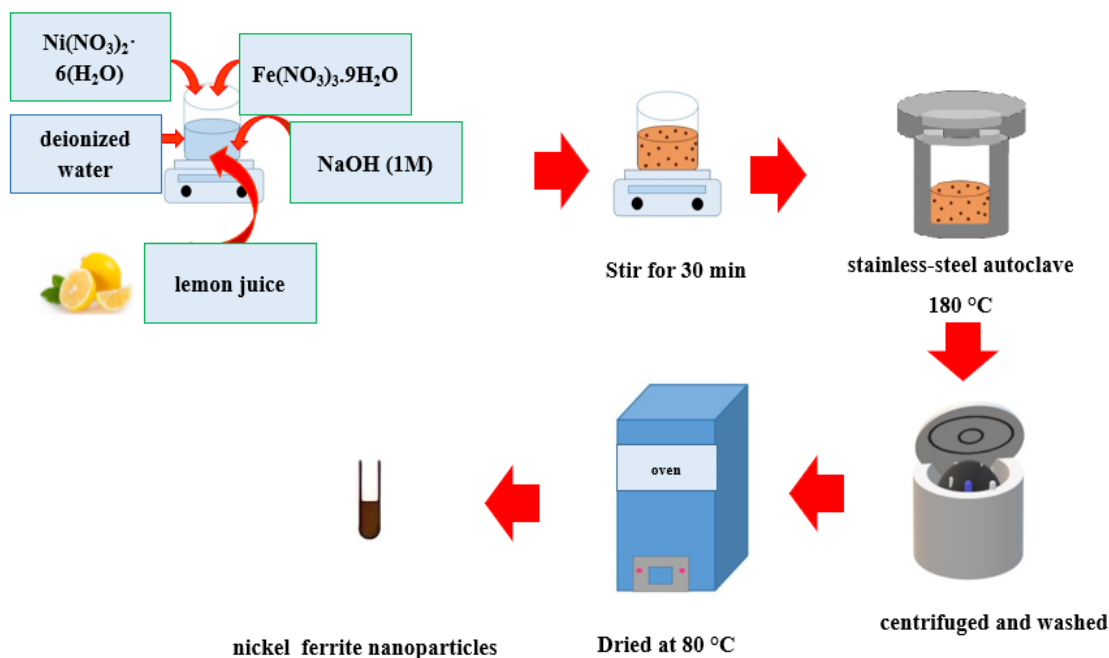 Ni(NO₃)₂·
6(H₂O)
Fe(NO₃)₃.9H₂O
deionized
water
NaOH (1M)
lemon juice
Stir for 30 min
stainless-steel autoclave
180 °C
centrifuged and washed
oven
Dried at 80 °C
nickel ferrite nanoparticles